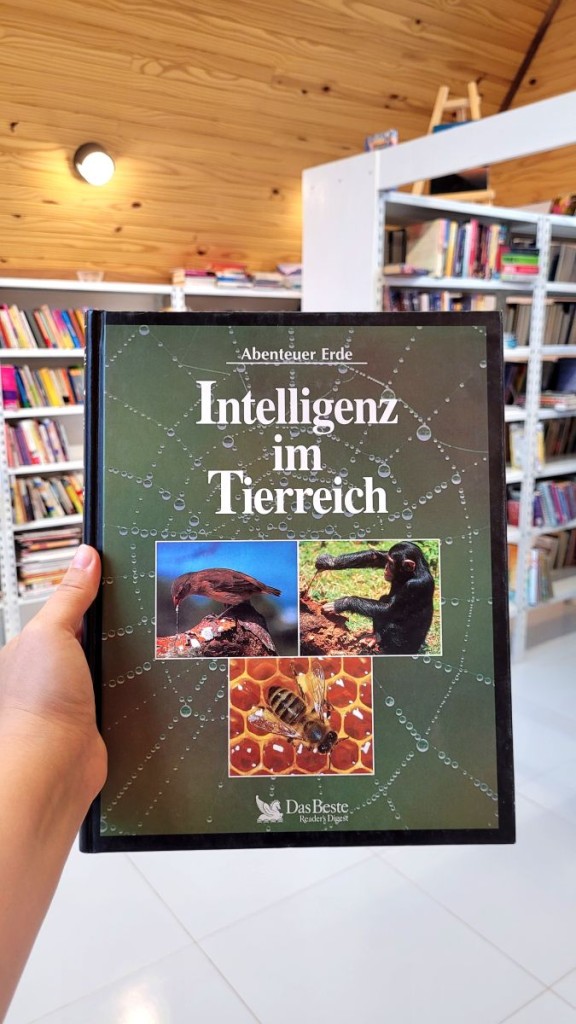 Abenteuer Erde
Intelligenz
im
Tierreich
Das Beste
Reader's Digest